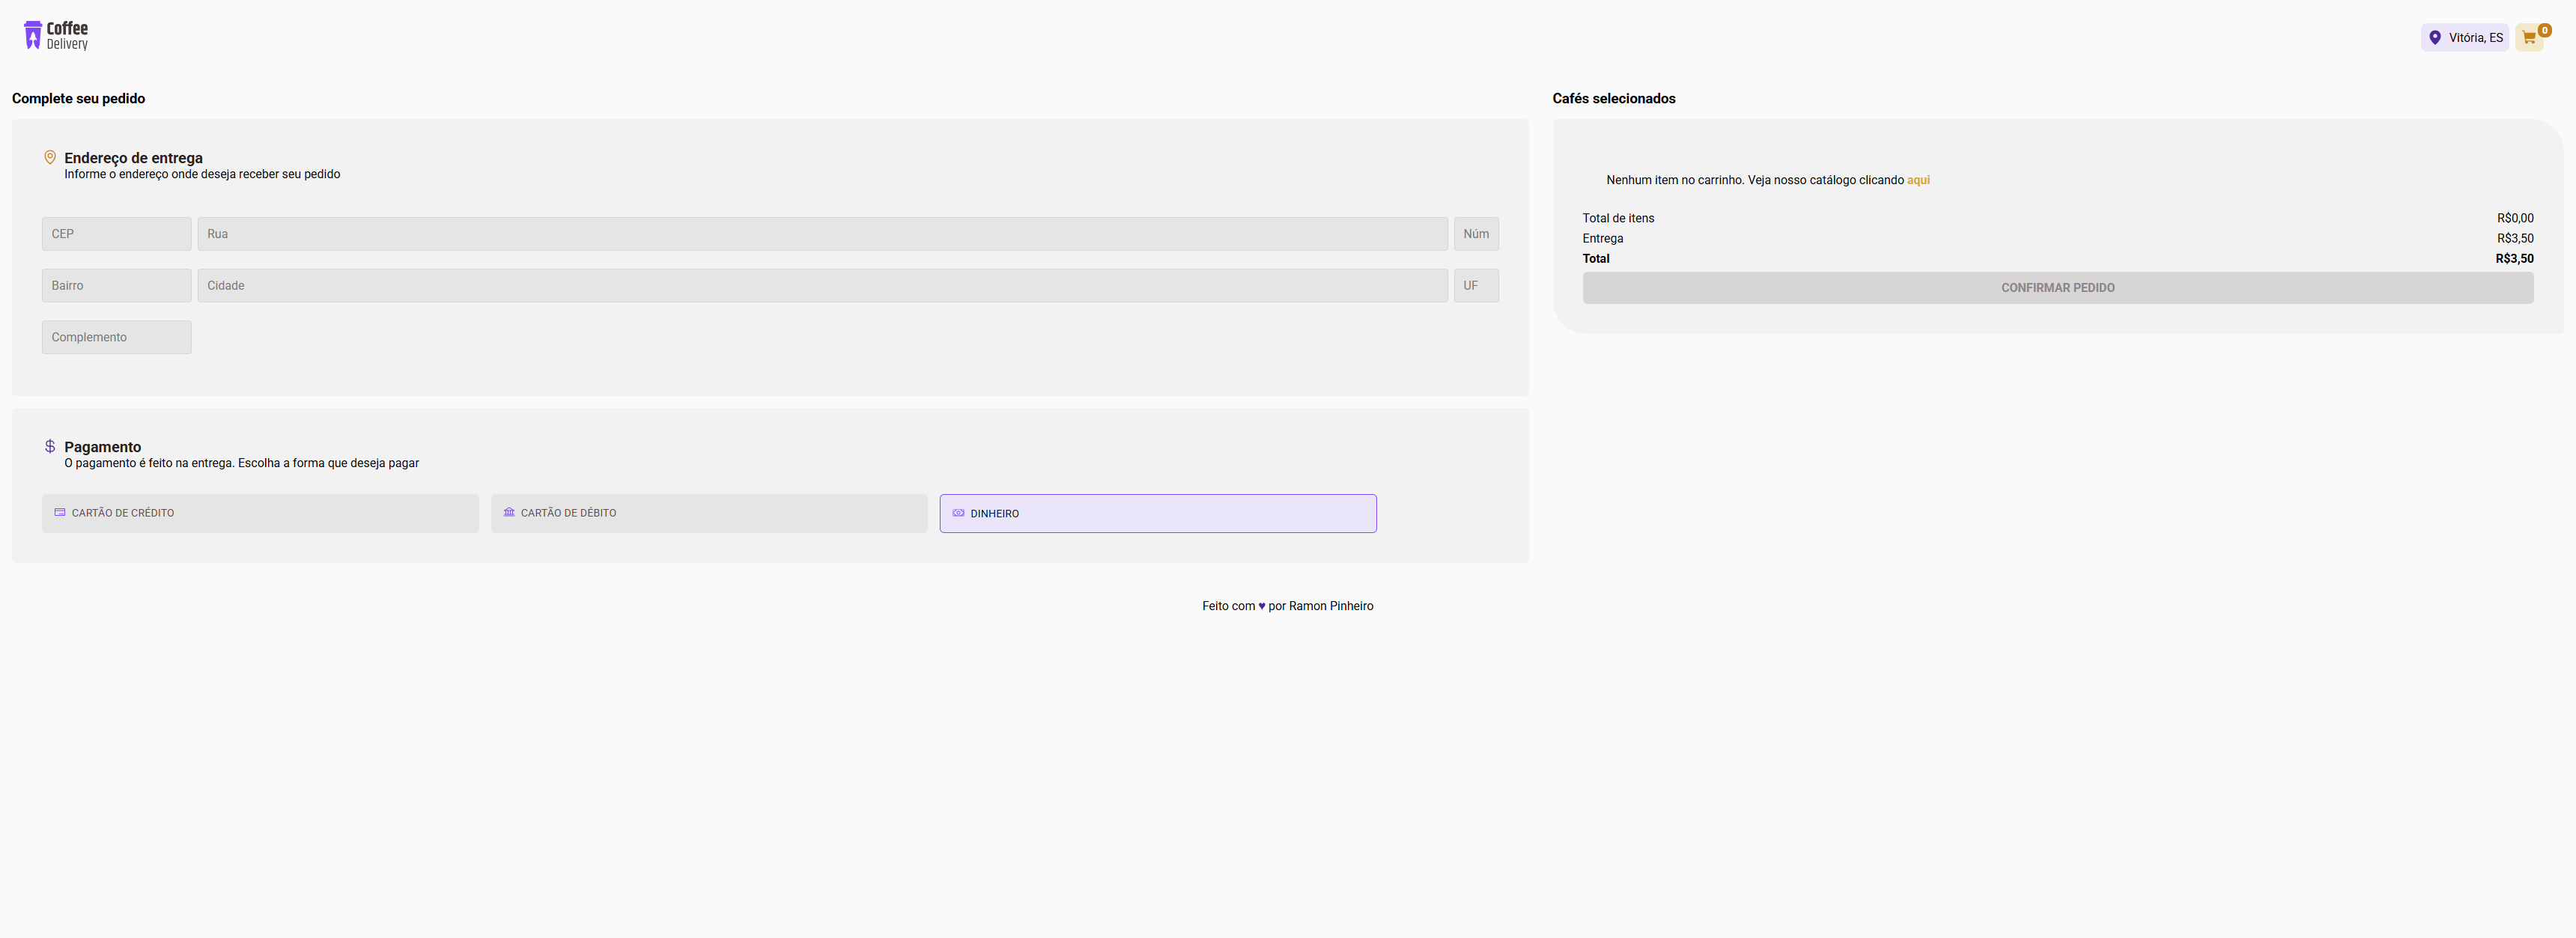 Coffee
Delivery
Vitória, ES
0
Complete seu pedido
Endereço de entrega
Informe o endereço onde deseja receber seu pedido
CEP
Rua
Núm
Bairro
Cidade
UF
Complemento
Pagamento
O pagamento é feito na entrega. Escolha a forma que deseja pagar
CARTÃO DE CRÉDITO
CARTÃO DE DÉBITO
DINHEIRO
Cafés selecionados
Nenhum item no carrinho. Veja nosso catálogo clicando aqui
Total de itens R$0,00
Entrega R$3,50
Total R$3,50
CONFIRMAR PEDIDO
Feito com ♥ por Ramon Pinheiro